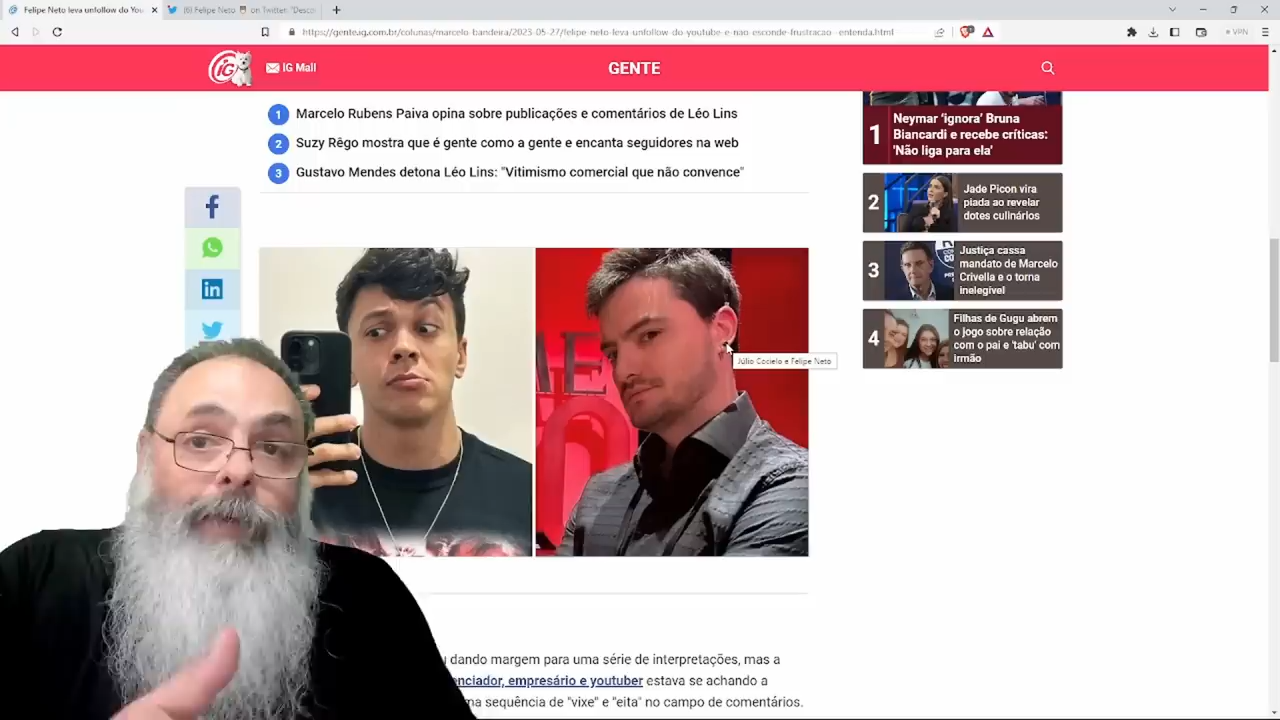 Felipe Neto leva unfollow do You
(6) Felipe Neto on Twitter: "Desco
https://gente.ig.com.br/colunas/marcelo-bandeira/2023-05-27/felipe-neto-leva-unfollow-do-youtube-e-nao-esconde-frustracao--entenda.html
VPN
iG
iG Mail
GENTE
1 Marcelo Rubens Paiva opina sobre publicações e comentários de Léo Lins
2 Suzy Rêgo mostra que é gente como a gente e encanta seguidores na web
3 Gustavo Mendes detona Léo Lins: "Vitimismo comercial que não convence"
1 Neymar 'ignora' Bruna
Biancardi e recebe críticas:
'Não liga para ela'
2 Jade Picon vira
piada ao revelar
dotes culinários
3 Justiça cassa
mandato de Marcelo
Crivella e o torna
inelegível
4 Filhas de Gugu abrem
o jogo sobre relação
com o pai e 'tabu' com
irmão
Júlio Cocielo e Felipe Neto
dando margem para uma série de interpretações, mas a
enciador, empresário e youtuber estava se achando a
ma sequência de "vixe" e "eita" no campo de comentários.